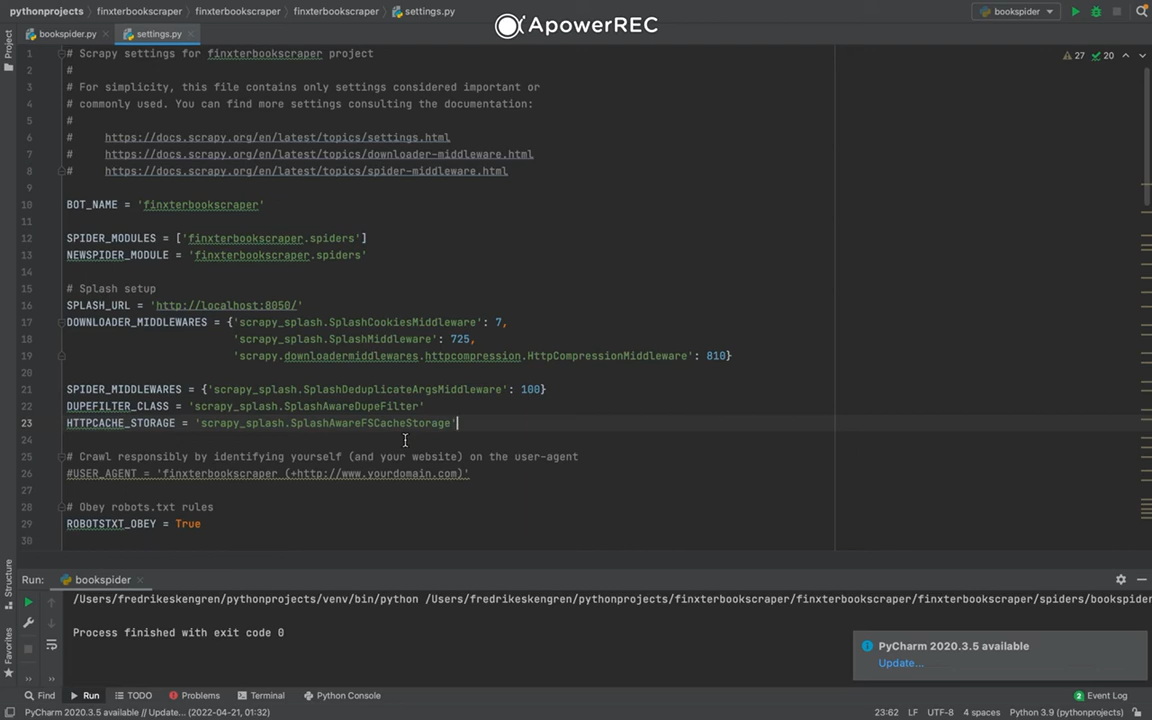 pythonprojects
finxterbookscraper
finxterbookscraper
finxterbookscraper
settings.py
ApowerREC
bookspider
bookspider.py
settings.py
Project
27
20
1 # Scrapy settings for finxterbookscraper project
2 #
3 # For simplicity, this file contains only settings considered important or
4 # commonly used. You can find more settings consulting the documentation:
5 #
6 #     https://docs.scrapy.org/en/latest/topics/settings.html
7 #     https://docs.scrapy.org/en/latest/topics/downloader-middleware.html
8 #     https://docs.scrapy.org/en/latest/topics/spider-middleware.html
9
10 BOT_NAME = 'finxterbookscraper'
11
12 SPIDER_MODULES = ['finxterbookscraper.spiders']
13 NEWSPIDER_MODULE = 'finxterbookscraper.spiders'
14
15 # Splash setup
16 SPLASH_URL = 'http://localhost:8050/'
17 DOWNLOADER_MIDDLEWARES = {'scrapy_splash.SplashCookiesMiddleware': 7,
18                           'scrapy_splash.SplashMiddleware': 725,
19                           'scrapy.downloadermiddlewares.httpcompression.HttpCompressionMiddleware': 810}
20
21 SPIDER_MIDDLEWARES = {'scrapy_splash.SplashDeduplicateArgsMiddleware': 100}
22 DUPEFILTER_CLASS = 'scrapy_splash.SplashAwareDupeFilter'
23 HTTPCACHE_STORAGE = 'scrapy_splash.SplashAwareFSCacheStorage'
24
25 # Crawl responsibly by identifying yourself (and your website) on the user-agent
26 #USER_AGENT = 'finxterbookscraper (+http://www.yourdomain.com)'
27
28 # Obey robots.txt rules
29 ROBOTSTXT_OBEY = True
30
Structure
Favorites
Run: bookspider
/Users/fredrikeskengren/pythonprojects/venv/bin/python /Users/fredrikeskengren/pythonprojects/finxterbookscraper/finxterbookscraper/finxterbookscraper/spiders/bookspider
Process finished with exit code 0
PyCharm 2020.3.5 available
Update...
Find
Run
TODO
Problems
Terminal
Python Console
2 Event Log
PyCharm 2020.3.5 available // Update... (2022-04-21, 01:32)
23:62 LF UTF-8 4 spaces Python 3.9 (pythonprojects)